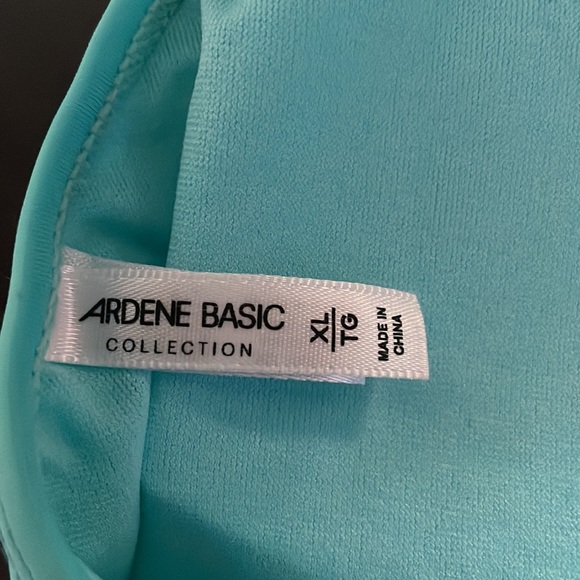 ARDENE BASIC
COLLECTION
XL
TG
MADE IN
CHINA